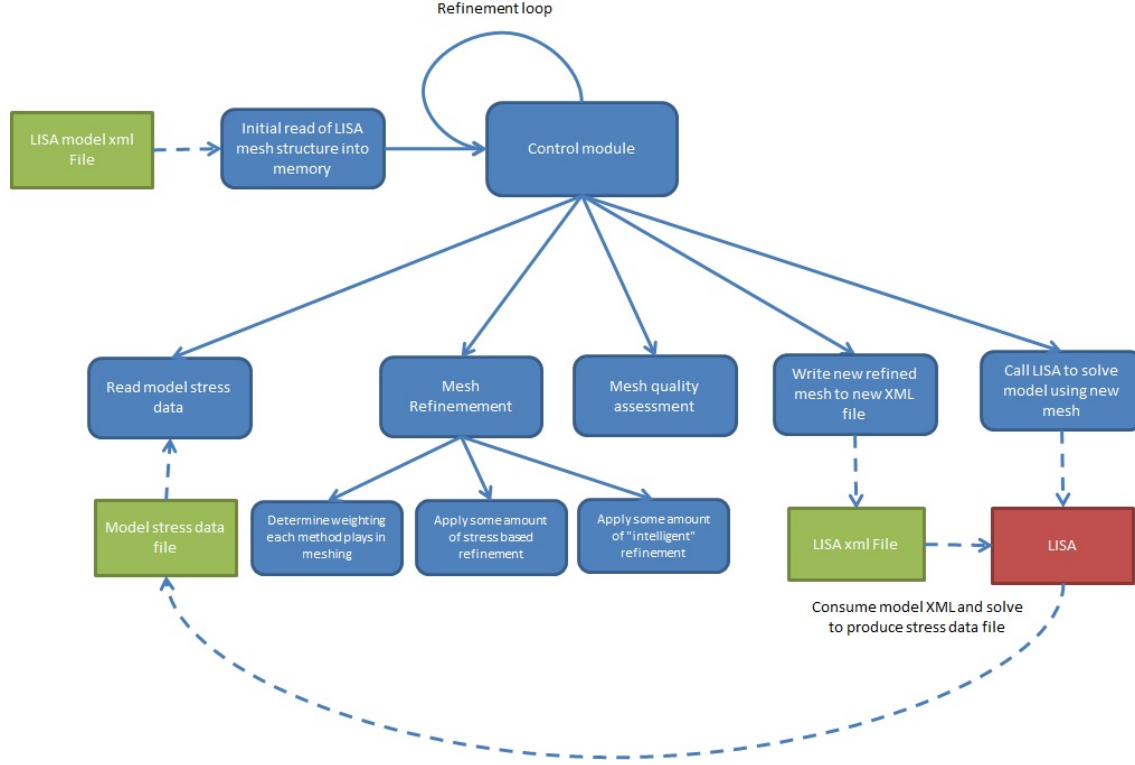 Refinement loop
LISA model xml
File
Initial read of LISA
mesh structure into
memory
Control module
Read model stress
data
Mesh
Refinemement
Mesh quality
assessment
Write new refined
mesh to new XML
file
Call LISA to solve
model using new
mesh
Model stress data
file
Determine weighting
each method plays in
meshing
Apply some amount
of stress based
refinement
Apply some amount
of "intelligent"
refinement
LISA xml File
LISA
Consume model XML and solve
to produce stress data file